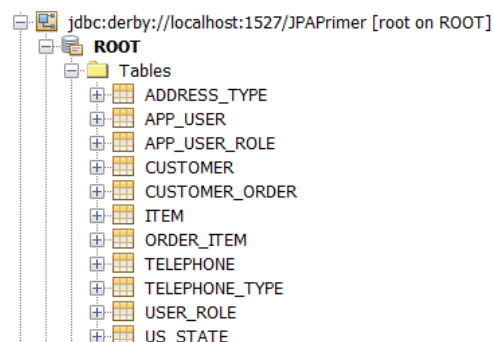 jdbc:derby://localhost:1527/JPAPrimer [root on ROOT]
ROOT
Tables
ADDRESS_TYPE
APP_USER
APP_USER_ROLE
CUSTOMER
CUSTOMER_ORDER
ITEM
ORDER_ITEM
TELEPHONE
TELEPHONE_TYPE
USER_ROLE
US_STATE